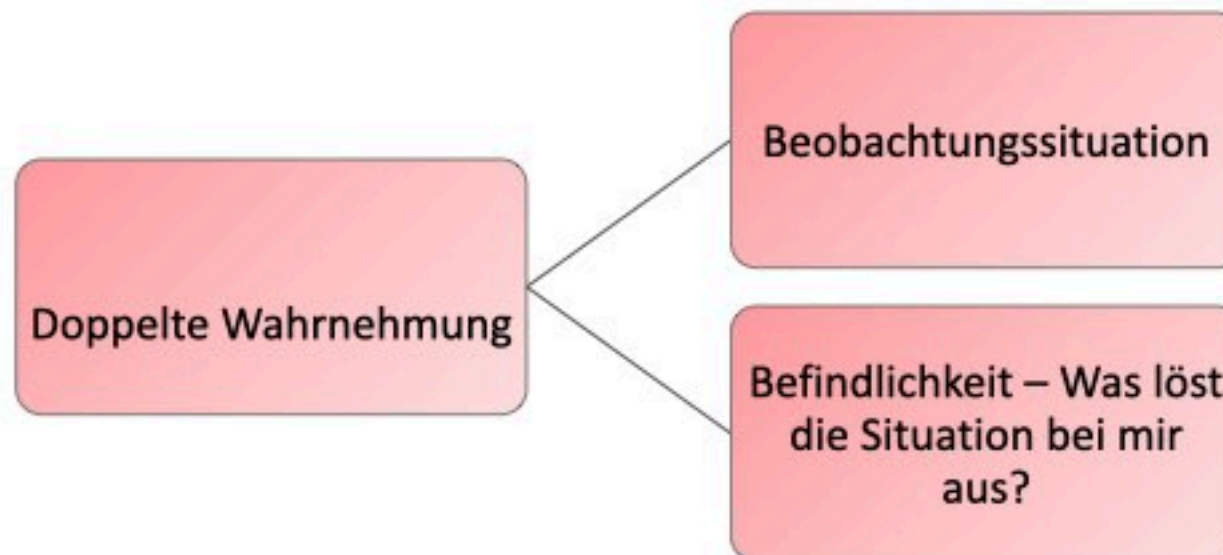 Doppelte Wahrnehmung
Beobachtungssituation
Befindlichkeit – Was löst
die Situation bei mir
aus?